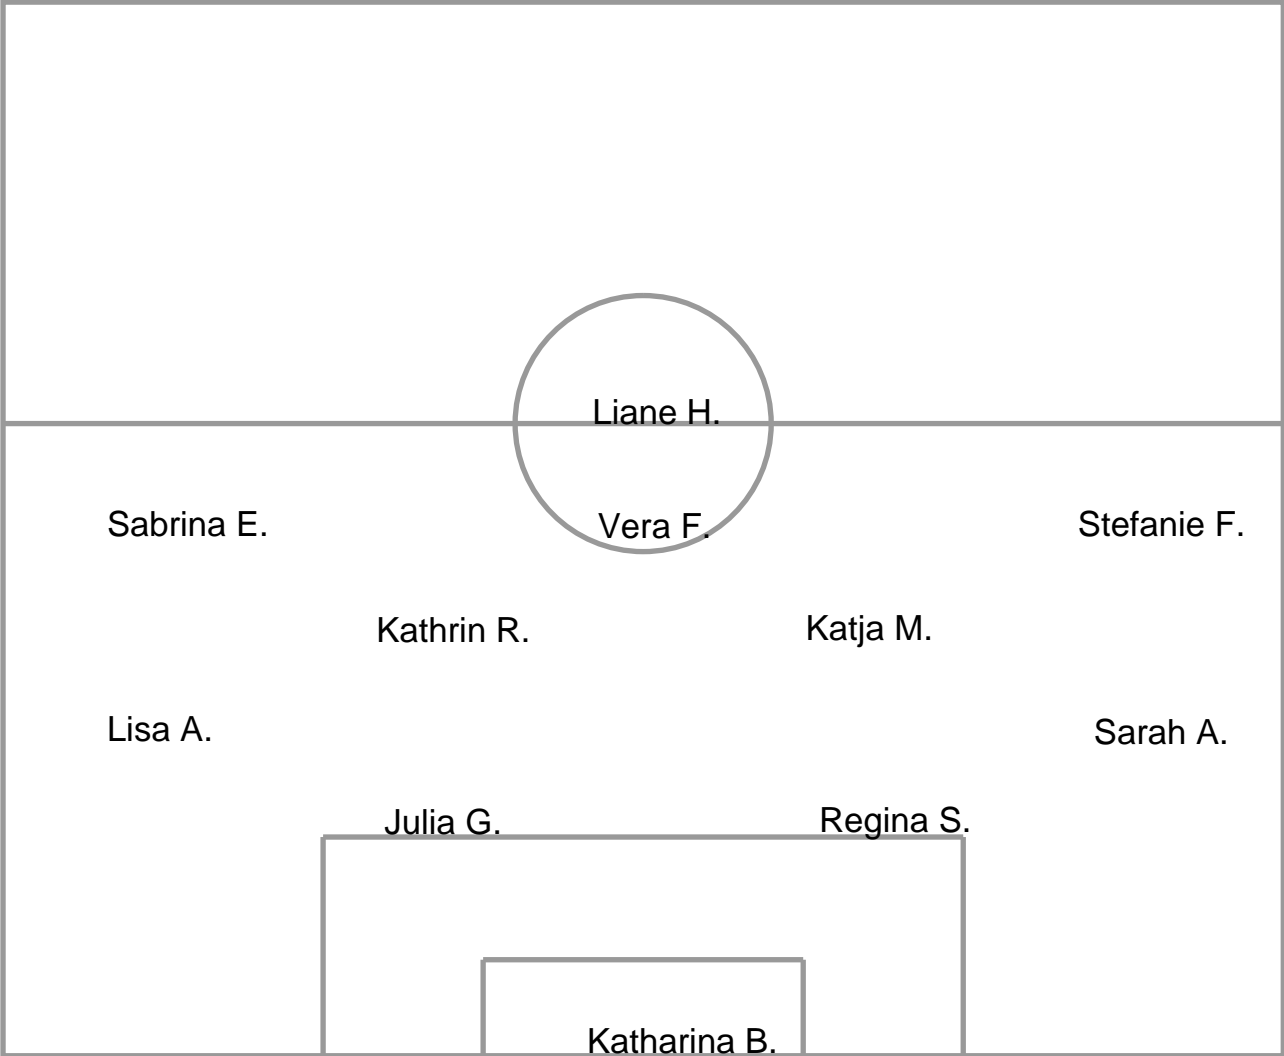 Liane H.
Sabrina E.
Vera F.
Stefanie F.
Kathrin R.
Katja M.
Lisa A.
Sarah A.
Julia G.
Regina S.
Katharina B.